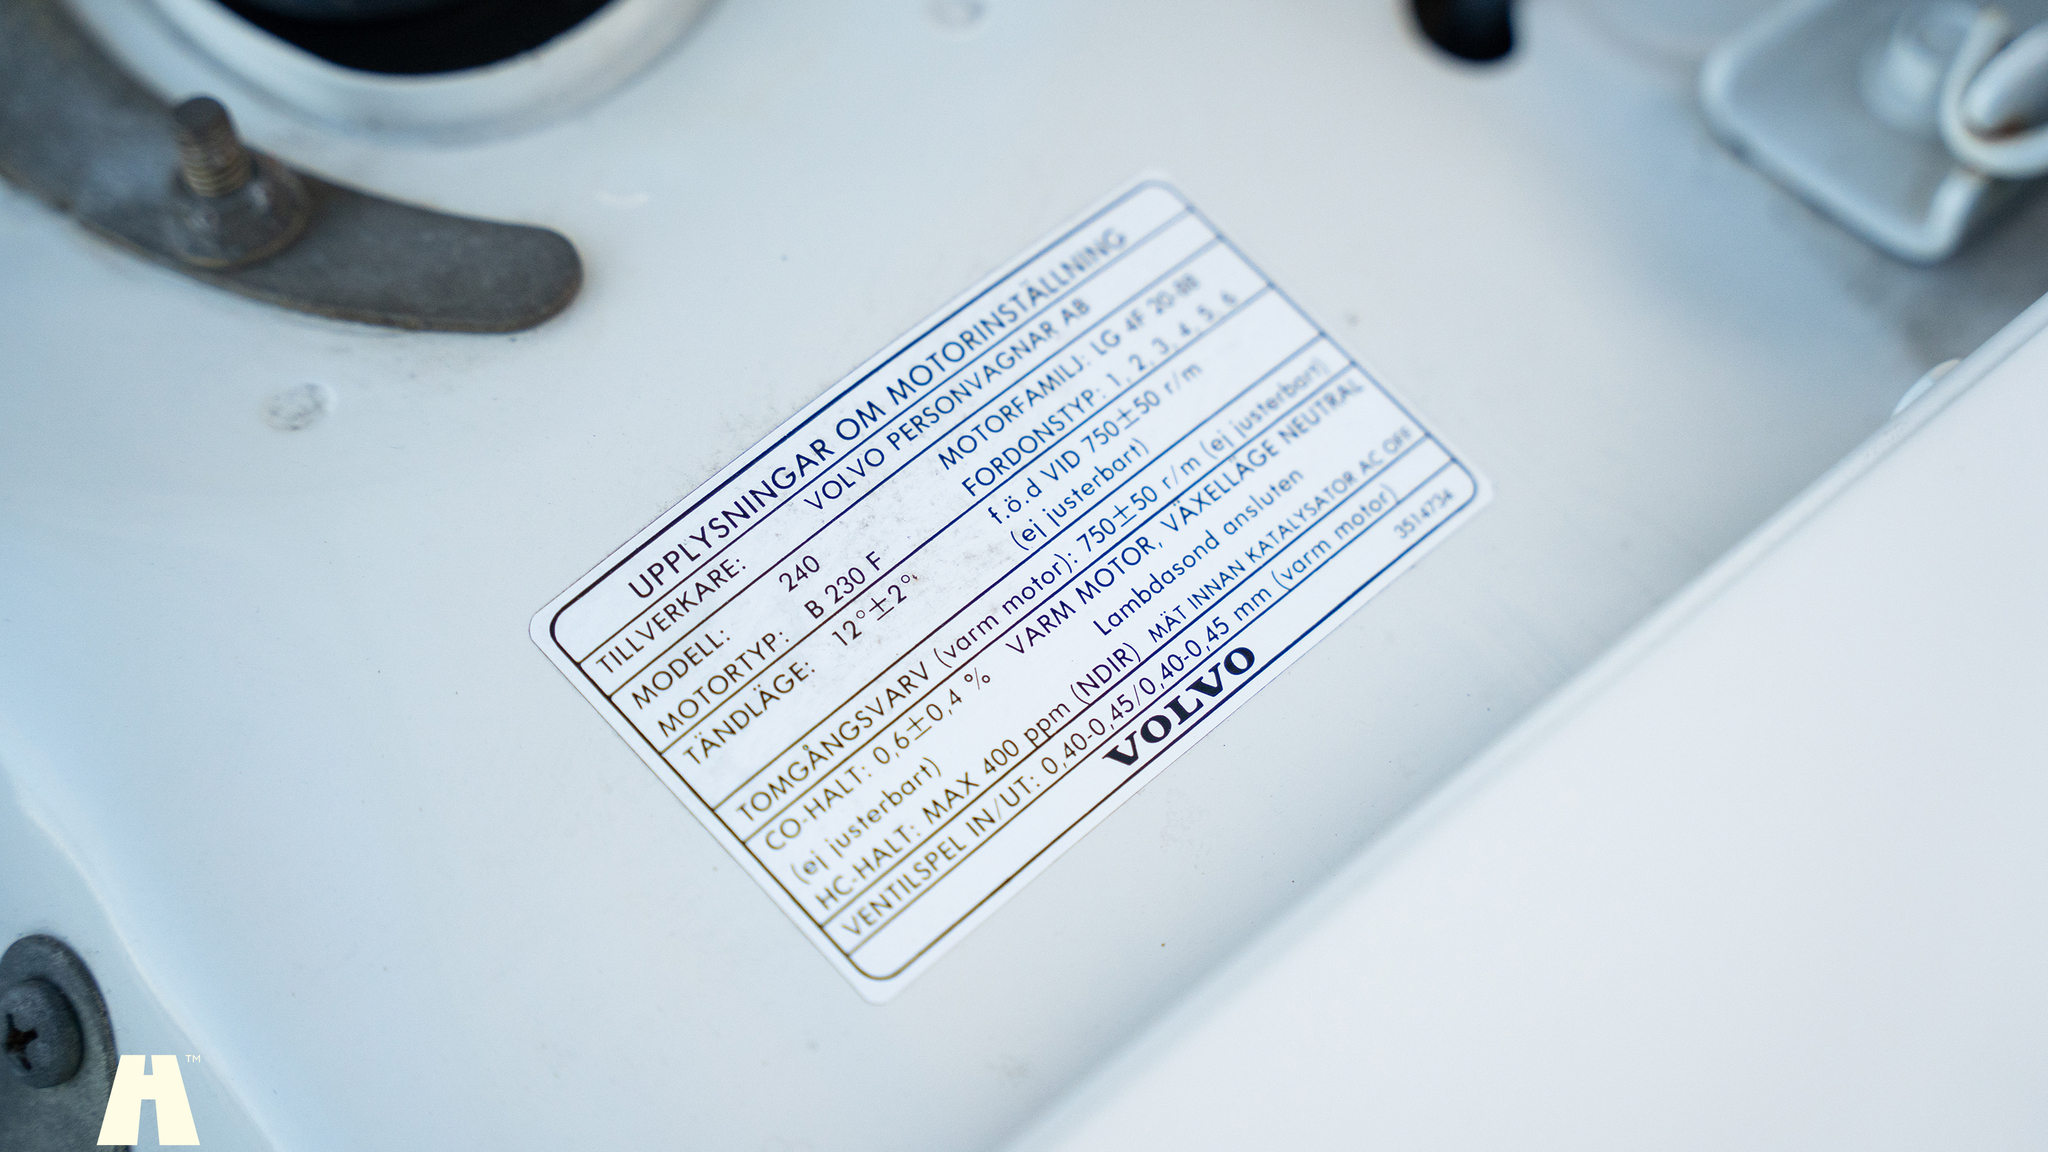 UPPLYSNINGAR OM MOTORINSTÄLLNING
TILLVERKARE: VOLVO PERSONVAGNAR AB
MODELL: 240 MOTORFAMILJ: LG 4F 20-88
MOTORTYP: B 230 F FORDONSTYP: 1, 2, 3, 4, 5, 6
TÄNDLÄGE: 12°±2° f.ö.d VID 750±50 r/m
(ej justerbart)
TOMGÅNGSVARV (varm motor): 750±50 r/m (ej justerbart)
CO-HALT: 0,6±0,4 % VARM MOTOR, VÄXELLÄGE NEUTRAL
(ej justerbart) Lambdasond ansluten
HC-HALT: MAX 400 ppm (NDIR) MÄT INNAN KATALYSATOR AC OFF
VENTILSPEL IN/UT: 0,40-0,45/0,40-0,45 mm (varm motor)
VOLVO 3514734
H™